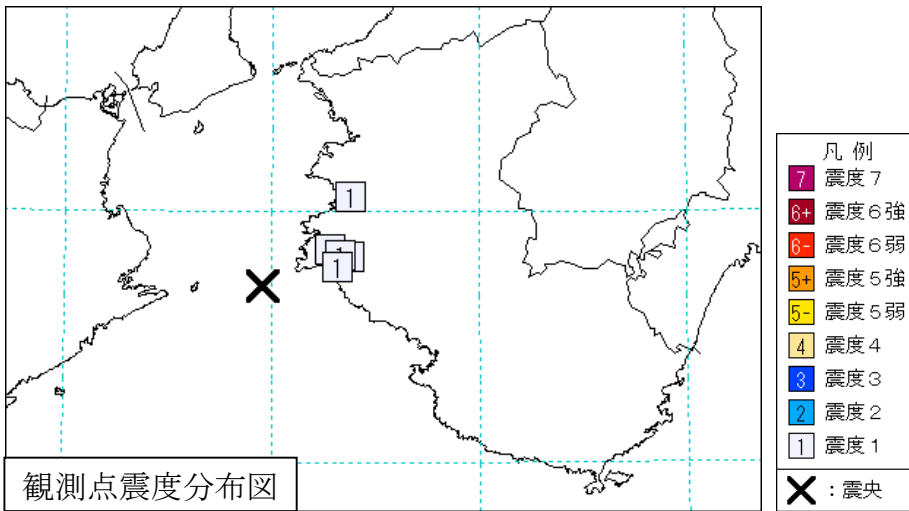 1
1
1
観測点震度分布図
凡 例
7 震度７
6+ 震度６強
6- 震度６弱
5+ 震度５強
5- 震度５弱
4 震度４
3 震度３
2 震度２
1 震度１
：震央